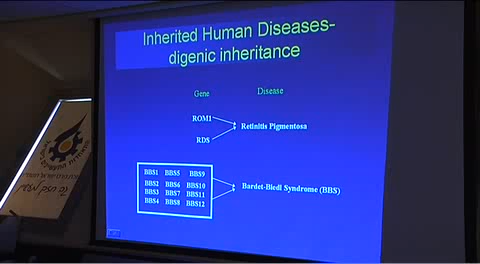 Inherited Human Diseases-
digenic inheritance
Gene Disease
ROM1
Retinitis Pigmentosa
RDS
BBS1 BBS5 BBS9
BBS2 BBS6 BBS10
BBS3 BBS7 BBS11
BBS4 BBS8 BBS12
Bardet-Biedl Syndrome (BBS)